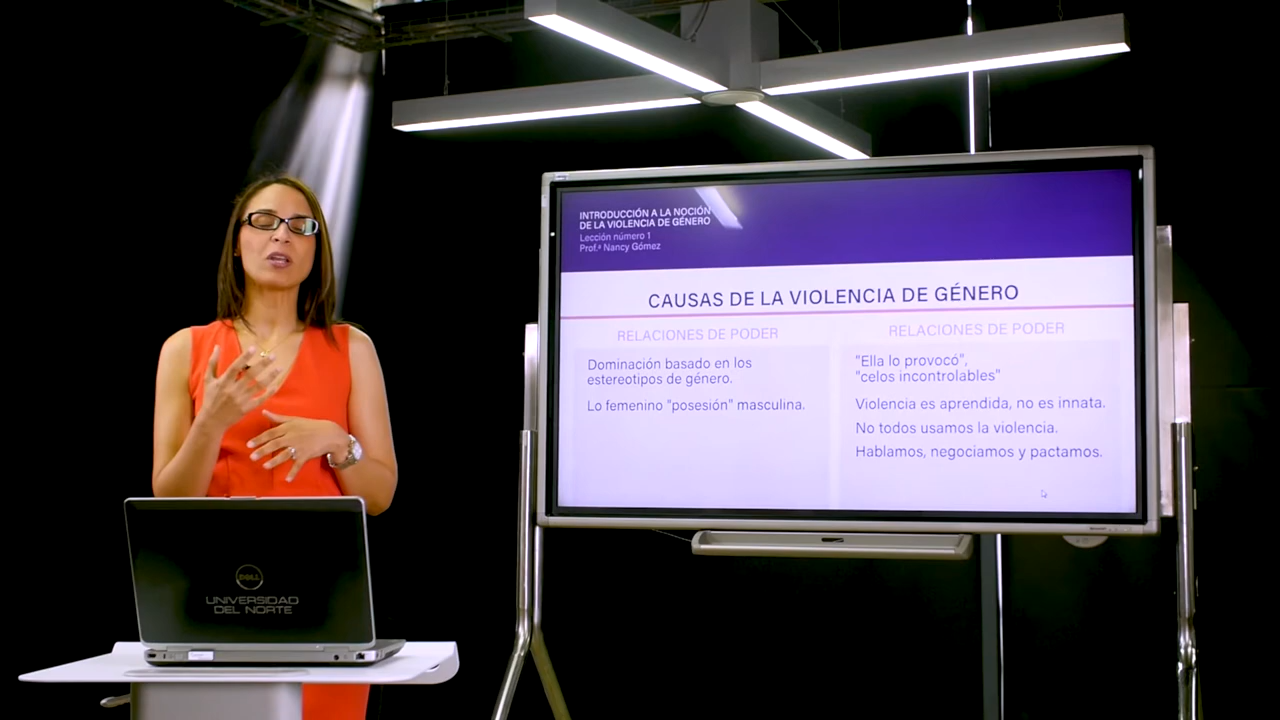 INTRODUCCIÓN A LA NOCIÓN
DE LA VIOLENCIA DE GÉNERO
Lección número 1
Prof.ª Nancy Gómez
CAUSAS DE LA VIOLENCIA DE GÉNERO
RELACIONES DE PODER
Dominación basado en los
estereotipos de género.
Lo femenino "posesión" masculina.
RELACIONES DE PODER
"Ella lo provocó",
"celos incontrolables"
Violencia es aprendida, no es innata.
No todos usamos la violencia.
Hablamos, negociamos y pactamos.
DELL
UNIVERSIDAD
DEL NORTE